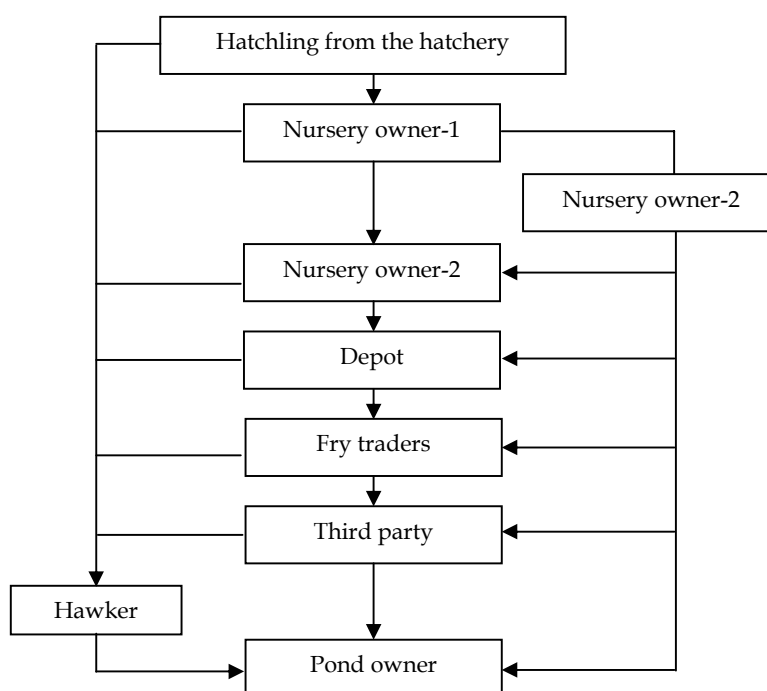 Hatchling from the hatchery
Nursery owner-1
Nursery owner-2
Nursery owner-2
Depot
Fry traders
Third party
Hawker
Pond owner